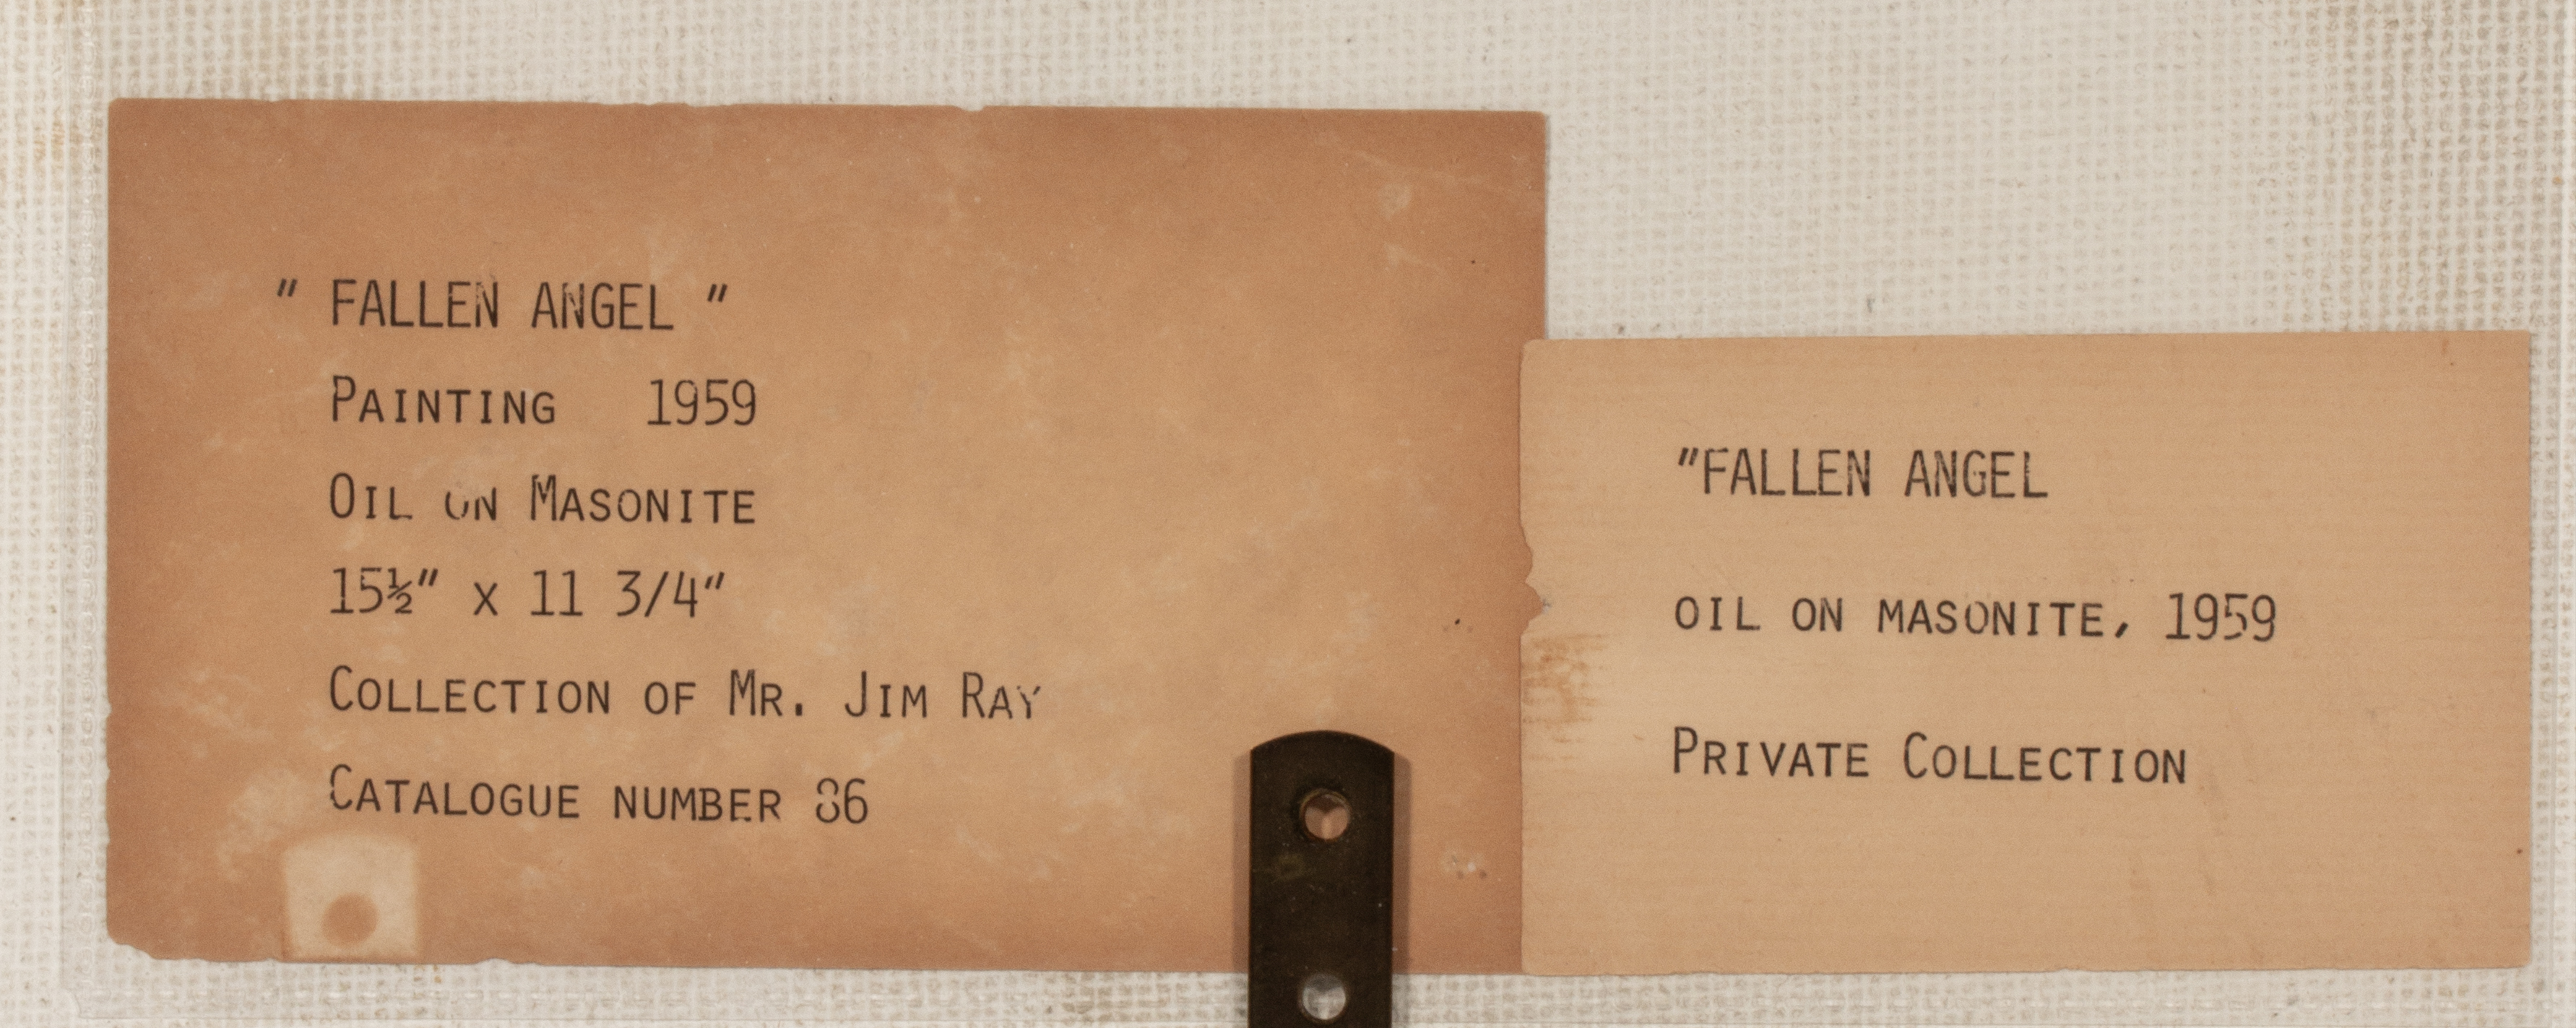 " FALLEN ANGEL "
PAINTING 1959
OIL ON MASONITE
15½" x 11 3/4"
COLLECTION OF MR. JIM RAY
CATALOGUE NUMBER 86
"FALLEN ANGEL
OIL ON MASONITE, 1959
PRIVATE COLLECTION